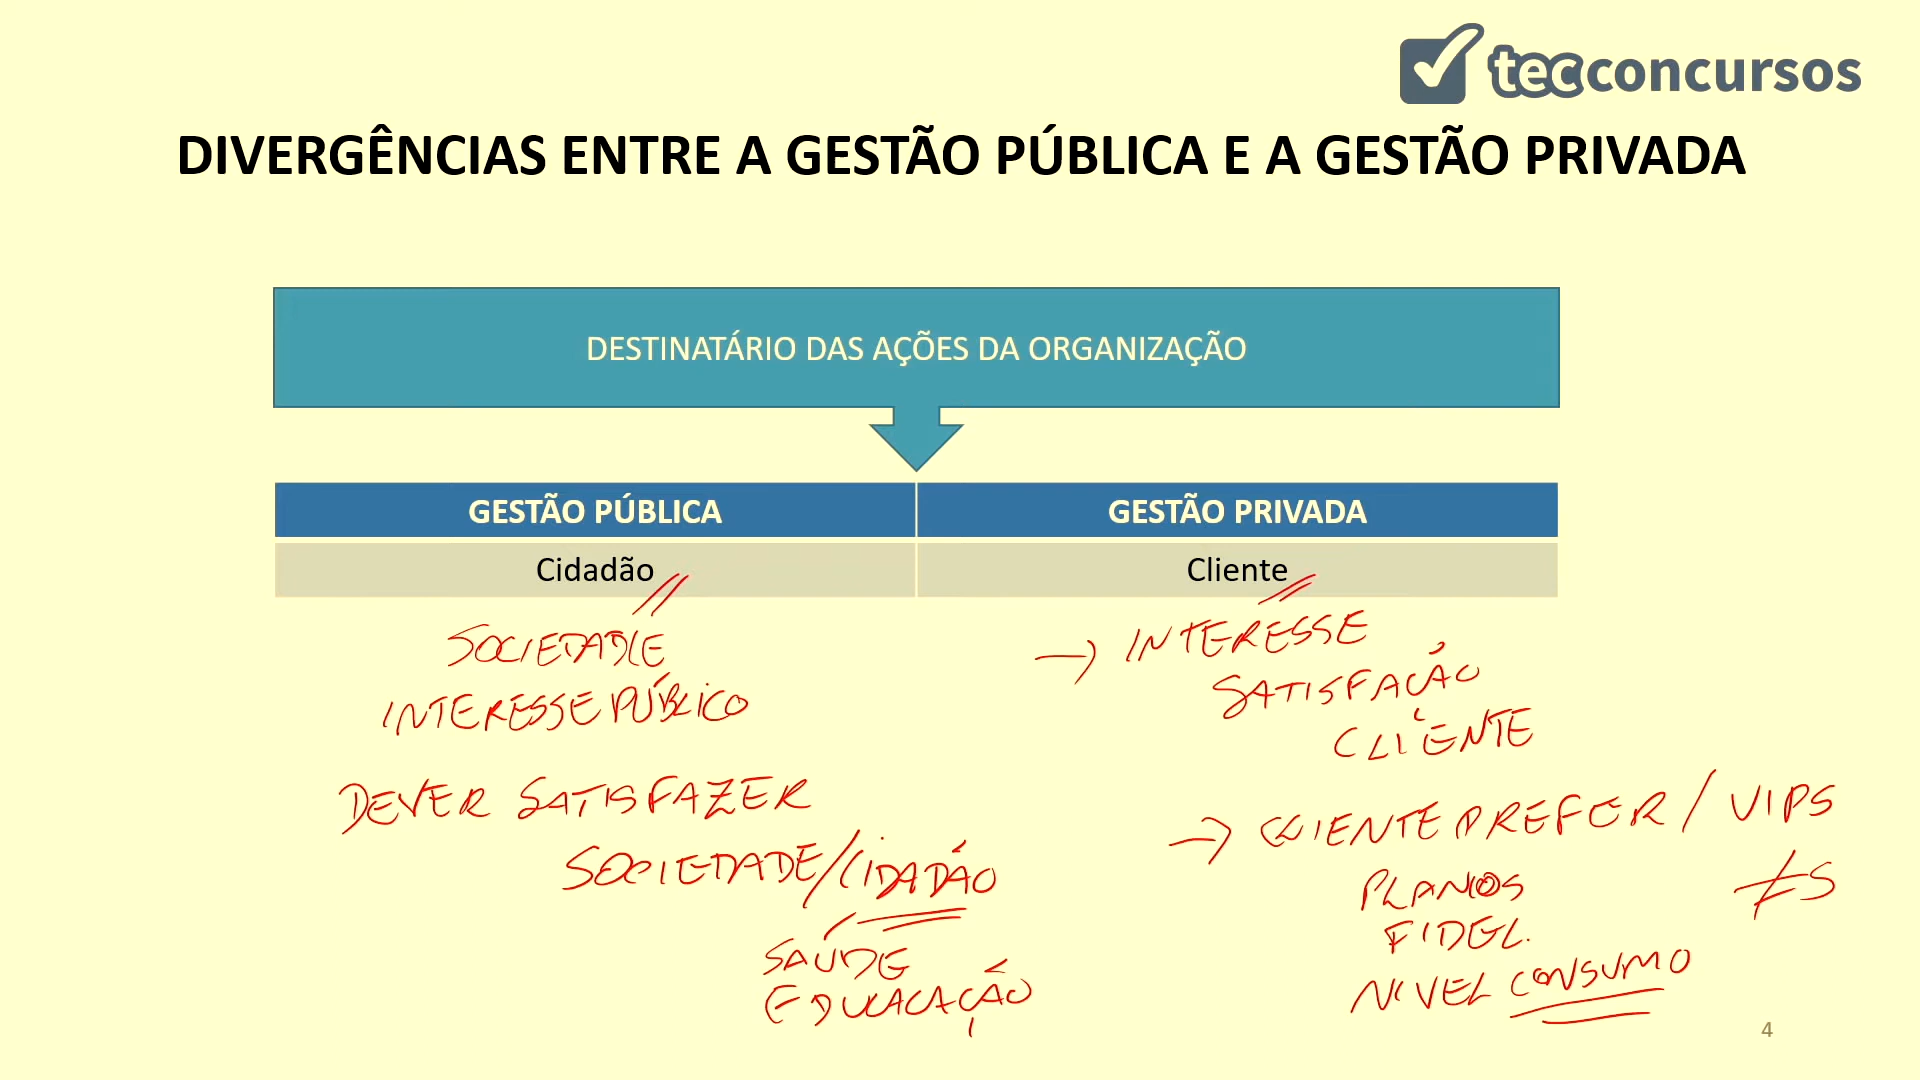 tecconcursos
DIVERGÊNCIAS ENTRE A GESTÃO PÚBLICA E A GESTÃO PRIVADA
DESTINATÁRIO DAS AÇÕES DA ORGANIZAÇÃO
GESTÃO PÚBLICA
GESTÃO PRIVADA
Cidadão
Cliente
SOCIEDADE
INTERESSE PÚBLICO
DEVER SATISFAZER
SOCIEDADE/CIDADÃO
SAÚDE
EDUCAÇÃO
→ INTERESSE
SATISFAÇÃO
CLIENTE
→ CLIENTE PREFER / VIPS
PLANOS
≠S
FIDEL.
NIVEL CONSUMO
4